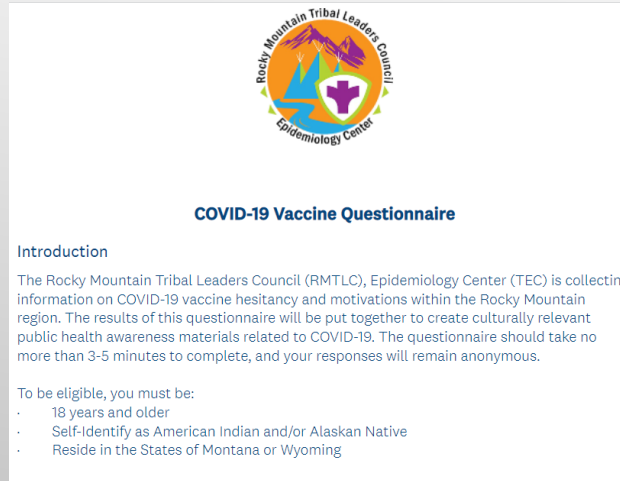 Rocky Mountain Tribal Leaders Council
Epidemiology Center
COVID-19 Vaccine Questionnaire
Introduction
The Rocky Mountain Tribal Leaders Council (RMTLC), Epidemiology Center (TEC) is collectin
information on COVID-19 vaccine hesitancy and motivations within the Rocky Mountain
region. The results of this questionnaire will be put together to create culturally relevant
public health awareness materials related to COVID-19. The questionnaire should take no
more than 3-5 minutes to complete, and your responses will remain anonymous.
To be eligible, you must be:
· 18 years and older
· Self-Identify as American Indian and/or Alaskan Native
· Reside in the States of Montana or Wyoming